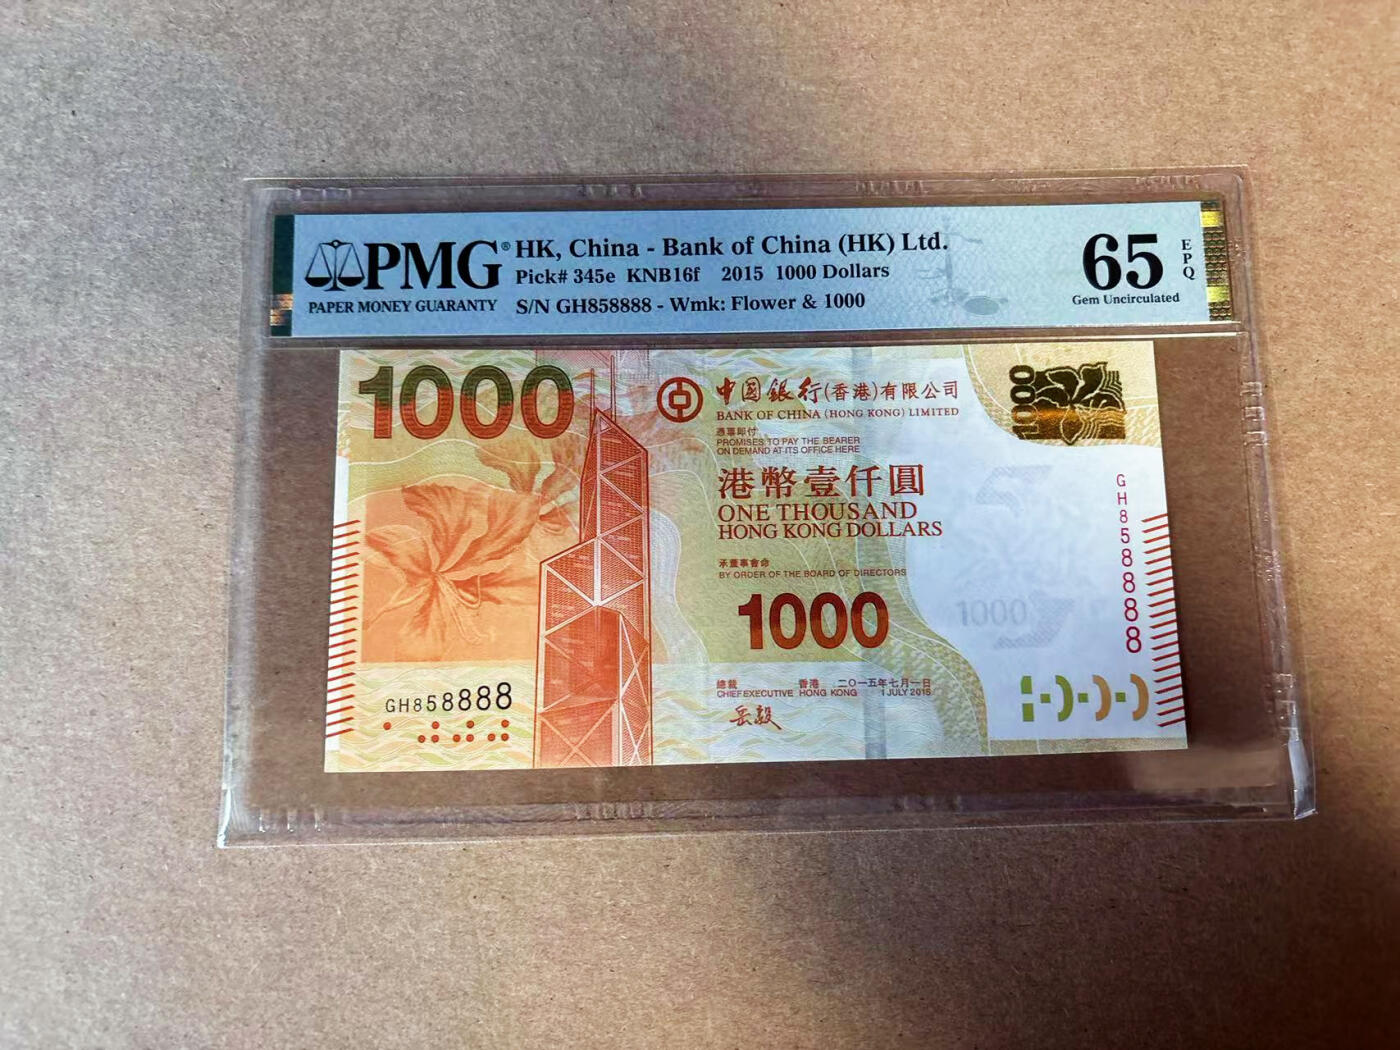 PMG®
PAPER MONEY GUARANTY
HK, China - Bank of China (HK) Ltd.
Pick# 345e KNB16f 2015 1000 Dollars
S/N GH858888 - Wmk: Flower & 1000
65
EPQ
Gem Uncirculated
1000
中國銀行(香港)有限公司
BANK OF CHINA (HONG KONG) LIMITED
憑票即付
PROMISES TO PAY THE BEARER
ON DEMAND AT ITS OFFICE HERE
港幣壹仟圓
ONE THOUSAND
HONG KONG DOLLARS
承董事會命
BY ORDER OF THE BOARD OF DIRECTORS
1000
總裁 香港 二〇一五年七月一日
CHIEF EXECUTIVE HONG KONG 1 JULY 2015
岳毅
1000
GH858888
1000
GH858888